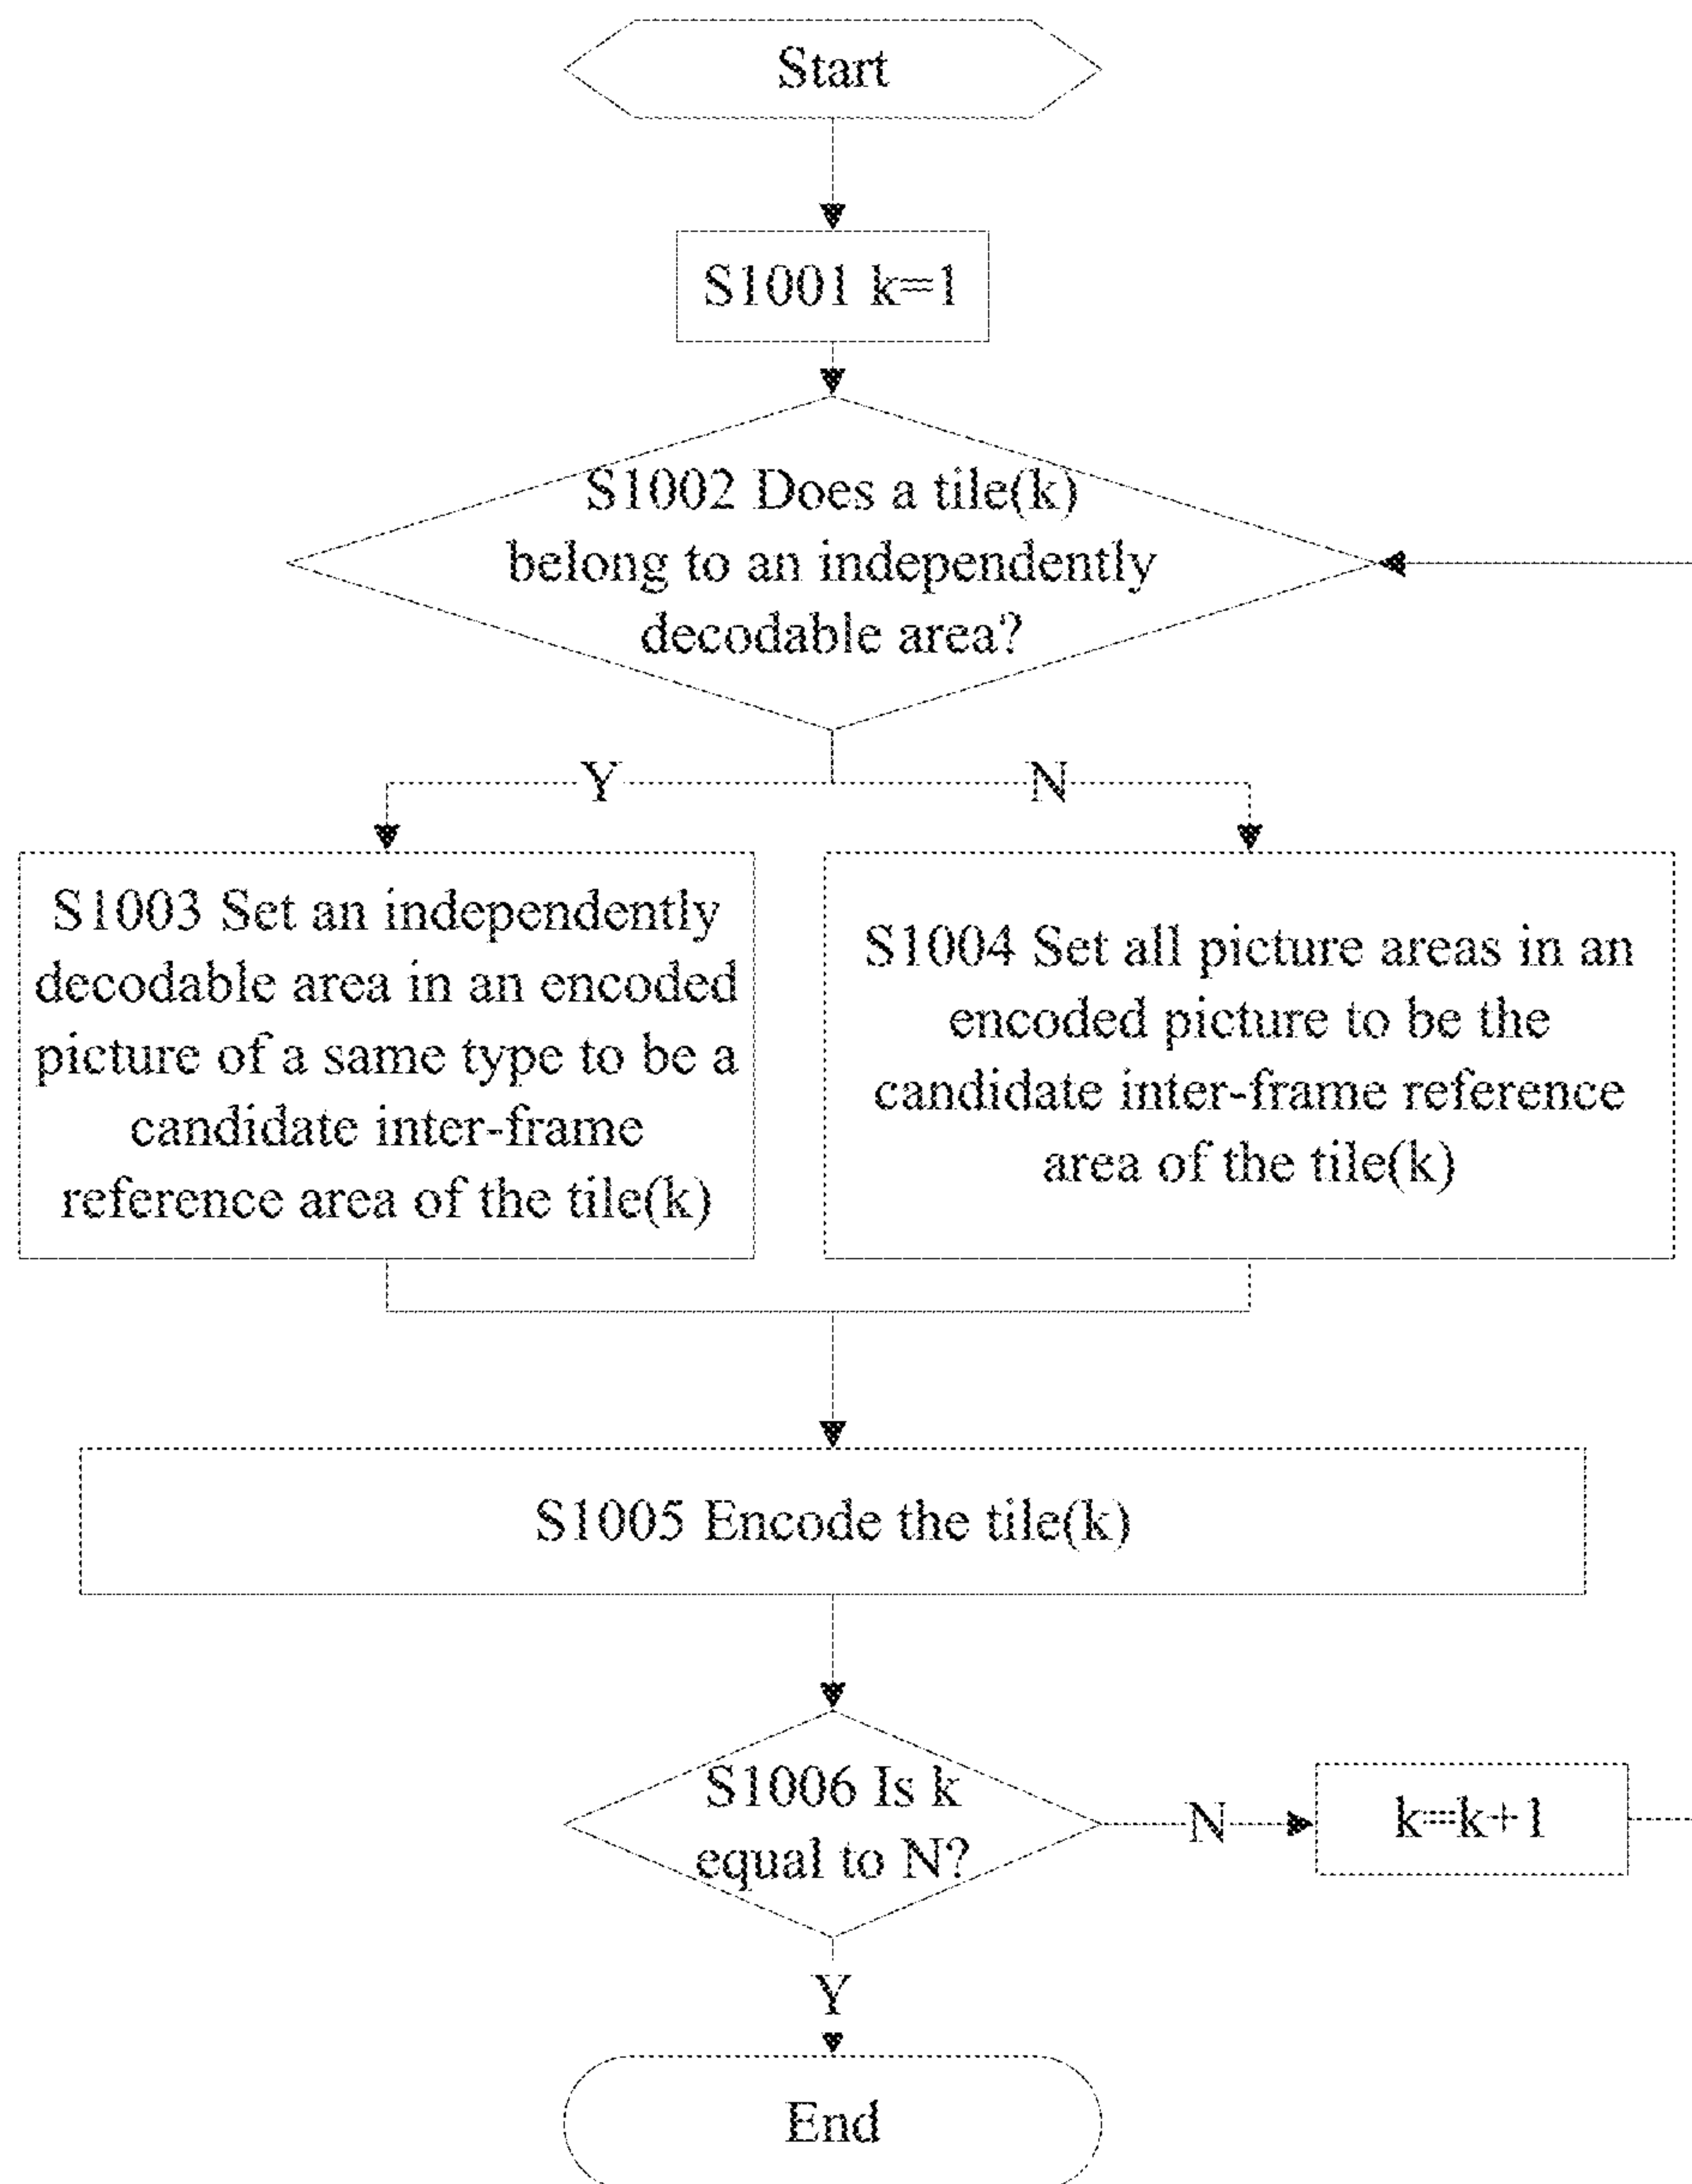 Start
S1001 k=1
S1002 Does a tile(k)
belong to an independently
decodable area?
Y
N
S1003 Set an independently
decodable area in an encoded
picture of a same type to be a
candidate inter-frame
reference area of the tile(k)
S1004 Set all picture areas in an
encoded picture to be the
candidate inter-frame reference
area of the tile(k)
S1005 Encode the tile(k)
S1006 Is k
equal to N?
N
k=k+1
Y
End